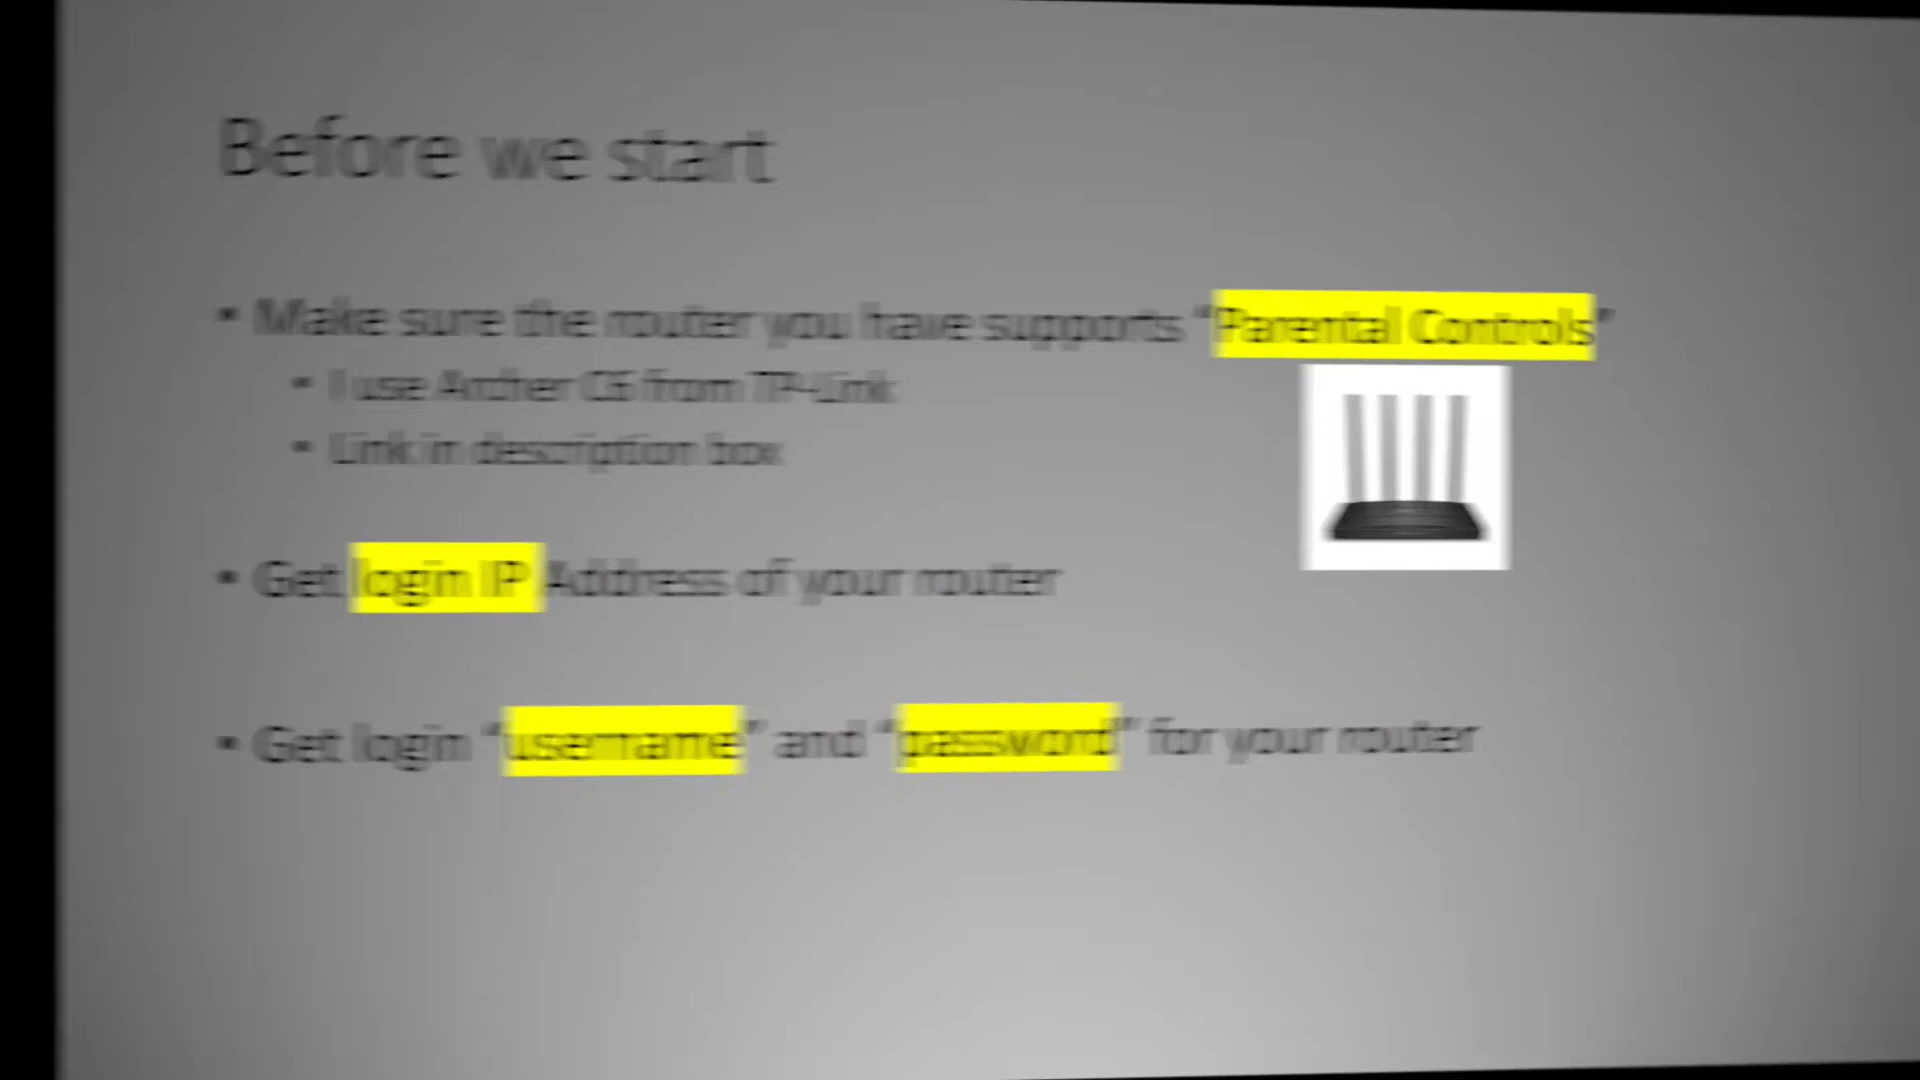 Before we start
• Make sure the router you have supports “Parental Controls”
• I use Archer C6 from TP-Link
• Link in description box
• Get login IP Address of your router
• Get login “username” and “password” for your router